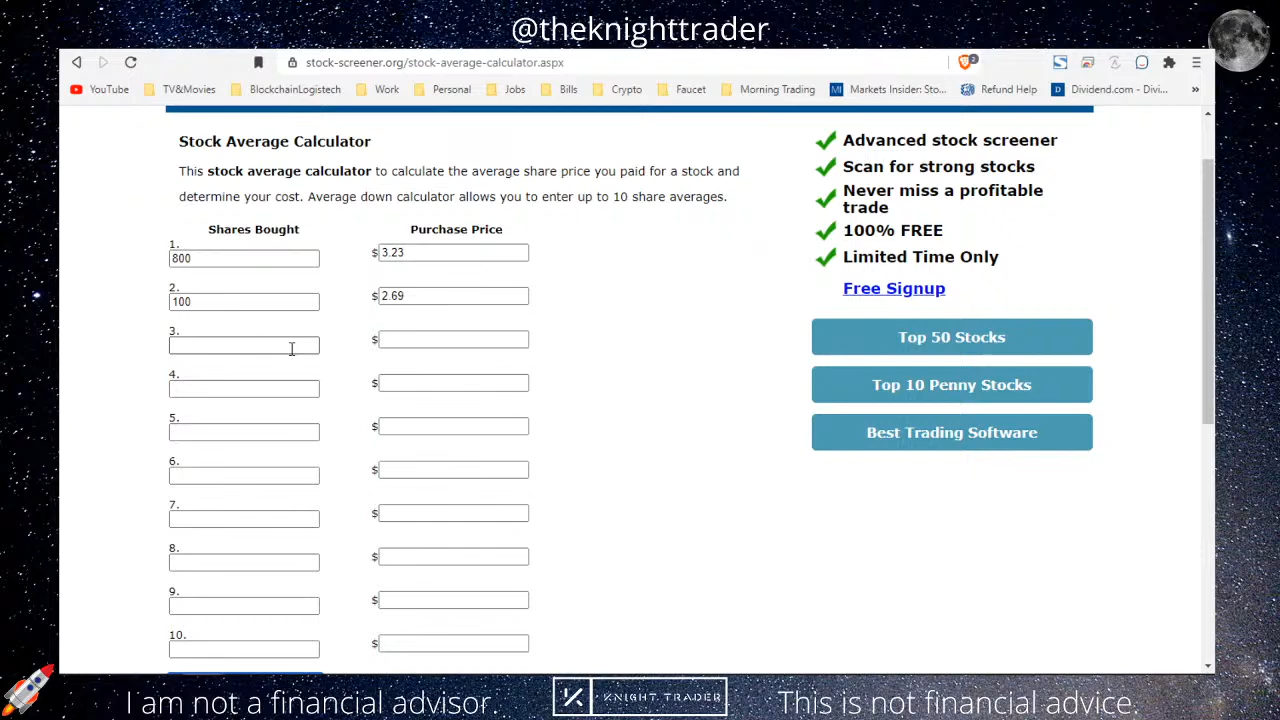 @theknighttrader
stock-screener.org/stock-average-calculator.aspx
2
YouTube TV&Movies BlockchainLogistech Work Personal Jobs Bills Crypto Faucet Morning Trading MI Markets Insider: Sto... Refund Help D Dividend.com - Divi... »
Stock Average Calculator
This stock average calculator to calculate the average share price you paid for a stock and
determine your cost. Average down calculator allows you to enter up to 10 share averages.
Shares Bought Purchase Price
1.
800 $ 3.23
2.
100 $ 2.69
3.
$
4.
$
5.
$
6.
$
7.
$
8.
$
9.
$
10.
$
Advanced stock screener
Scan for strong stocks
Never miss a profitable
trade
100% FREE
Limited Time Only
Free Signup
Top 50 Stocks
Top 10 Penny Stocks
Best Trading Software
I am not a financial advisor. KNIGHT.TRADER This is not financial advice.